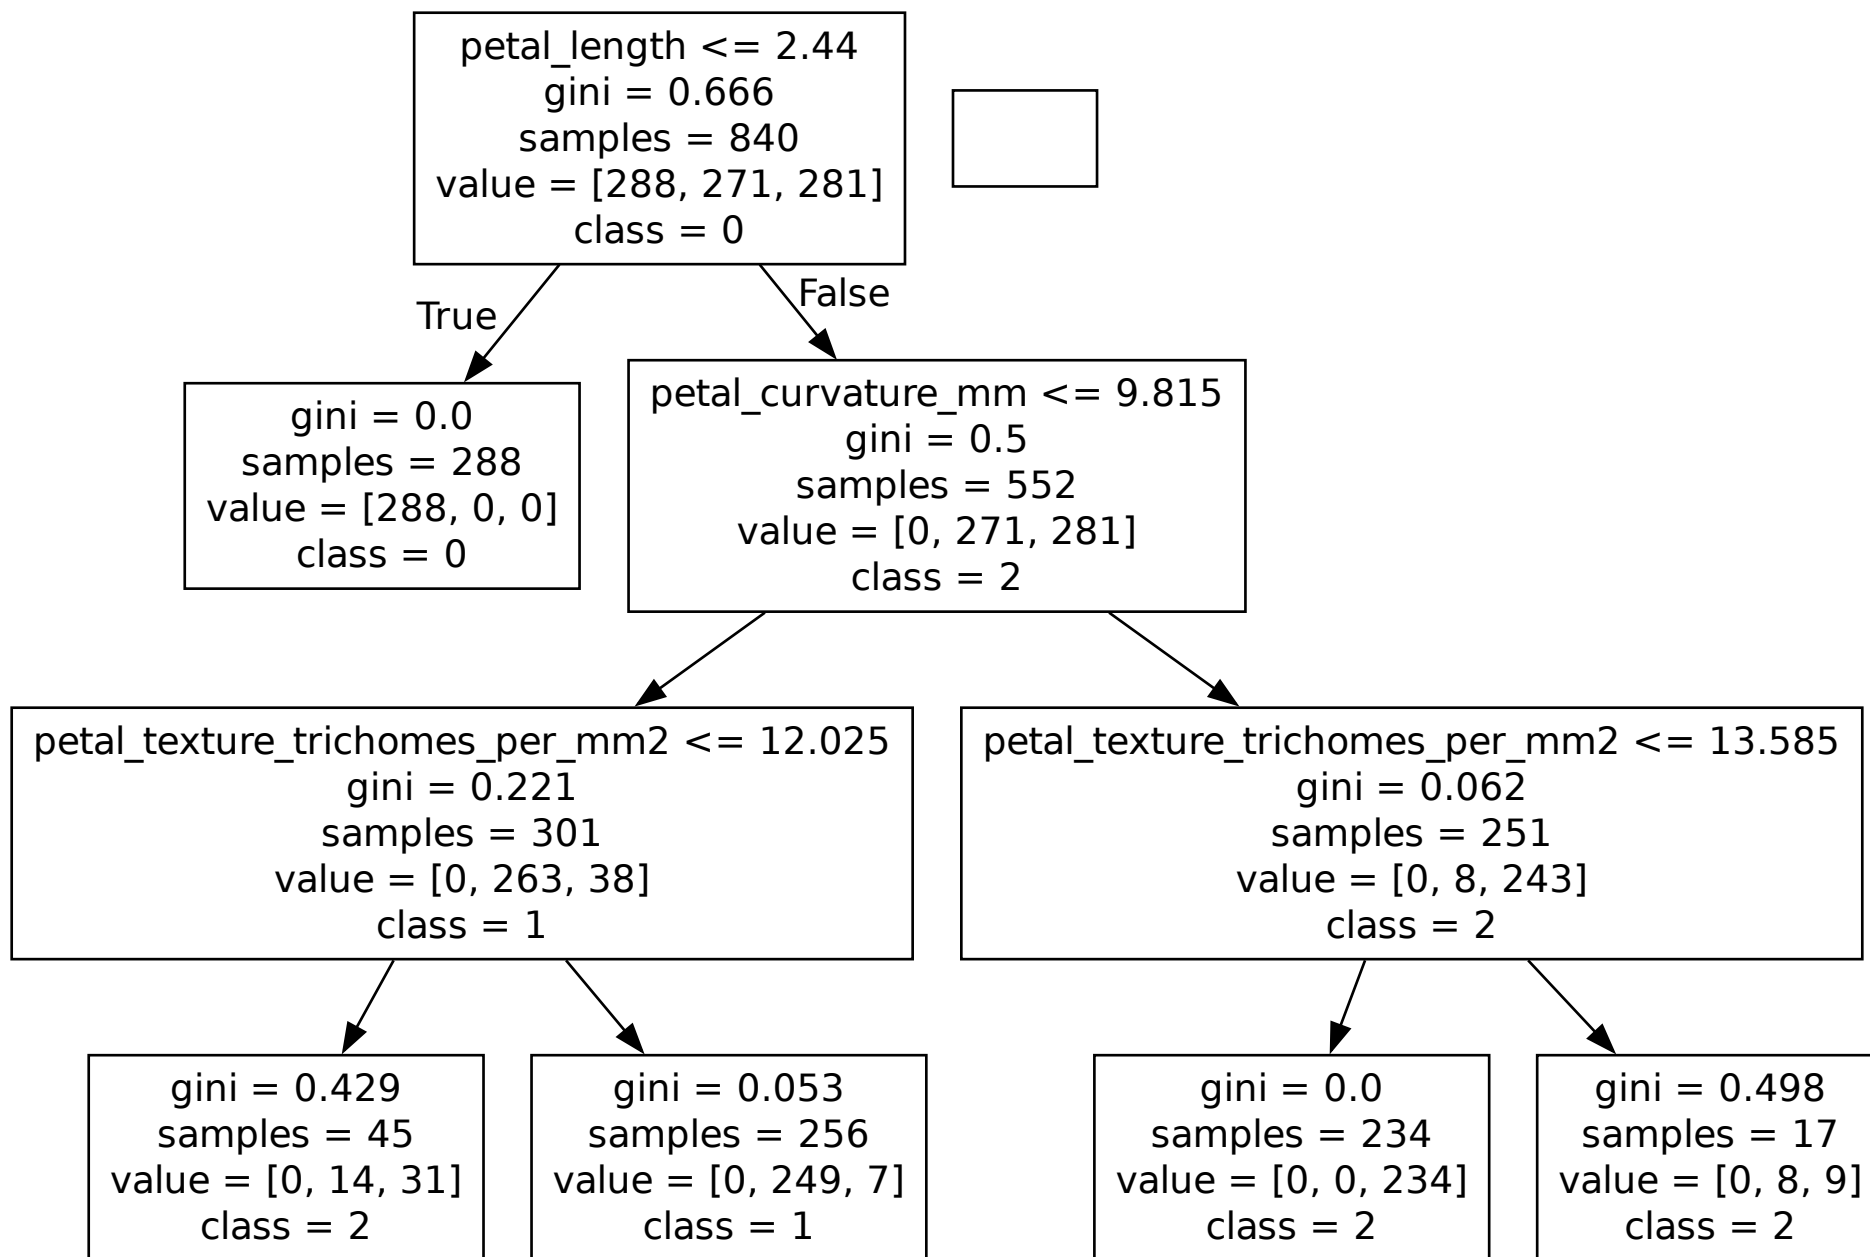 petal_length <= 2.44
gini = 0.666
samples = 840
value = [288, 271, 281]
class = 0
True
False
gini = 0.0
samples = 288
value = [288, 0, 0]
class = 0
petal_curvature_mm <= 9.815
gini = 0.5
samples = 552
value = [0, 271, 281]
class = 2
petal_texture_trichomes_per_mm2 <= 12.025
gini = 0.221
samples = 301
value = [0, 263, 38]
class = 1
petal_texture_trichomes_per_mm2 <= 13.585
gini = 0.062
samples = 251
value = [0, 8, 243]
class = 2
gini = 0.429
samples = 45
value = [0, 14, 31]
class = 2
gini = 0.053
samples = 256
value = [0, 249, 7]
class = 1
gini = 0.0
samples = 234
value = [0, 0, 234]
class = 2
gini = 0.498
samples = 17
value = [0, 8, 9]
class = 2